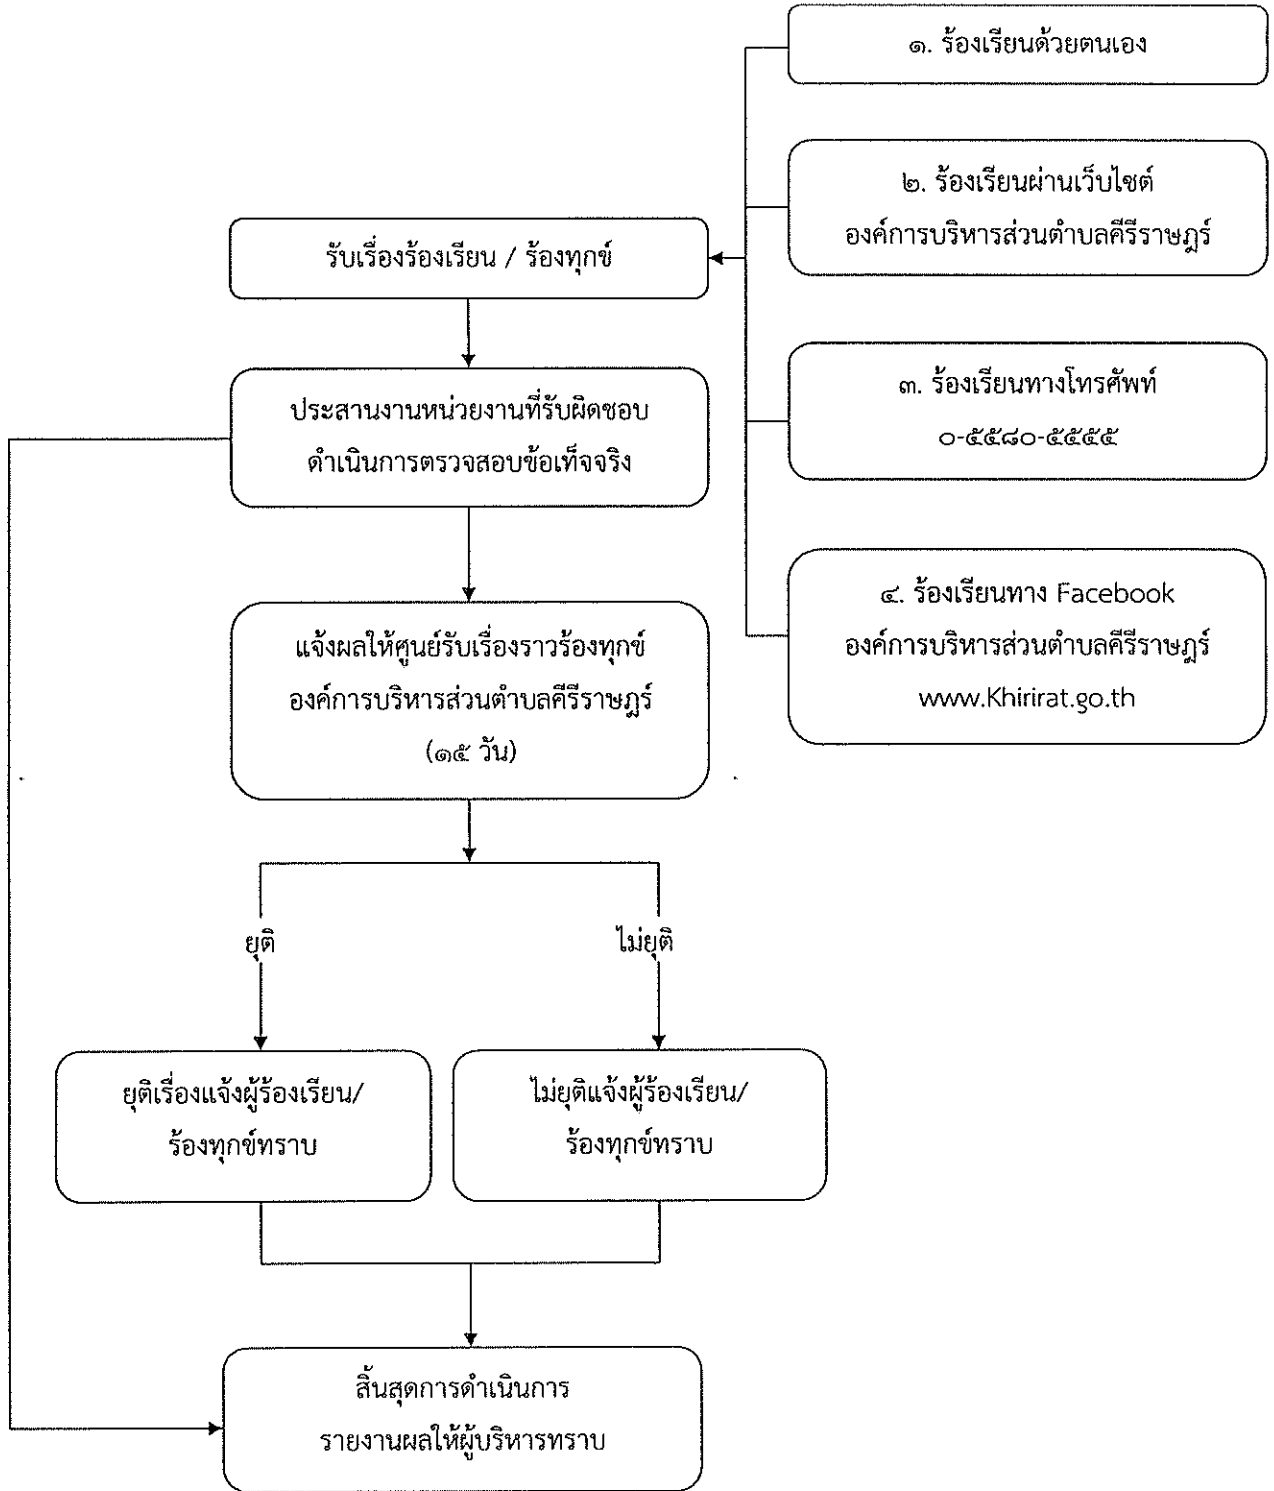 ๑. ร้องเรียนด้วยตนเอง
๒. ร้องเรียนผ่านเว็บไซต์
องค์การบริหารส่วนตำบลคีรีราษฎร์
รับเรื่องร้องเรียน / ร้องทุกข์
๓. ร้องเรียนทางโทรศัพท์
๐-๕๕๘๐-๕๕๕๕
ประสานงานหน่วยงานที่รับผิดชอบ
ดำเนินการตรวจสอบข้อเท็จจริง
๔. ร้องเรียนทาง Facebook
องค์การบริหารส่วนตำบลคีรีราษฎร์
www.Khirirat.go.th
แจ้งผลให้ศูนย์รับเรื่องราวร้องทุกข์
องค์การบริหารส่วนตำบลคีรีราษฎร์
(๑๕ วัน)
ยุติ
ไม่ยุติ
ยุติเรื่องแจ้งผู้ร้องเรียน/
ร้องทุกข์ทราบ
ไม่ยุติแจ้งผู้ร้องเรียน/
ร้องทุกข์ทราบ
สิ้นสุดการดำเนินการ
รายงานผลให้ผู้บริหารทราบ